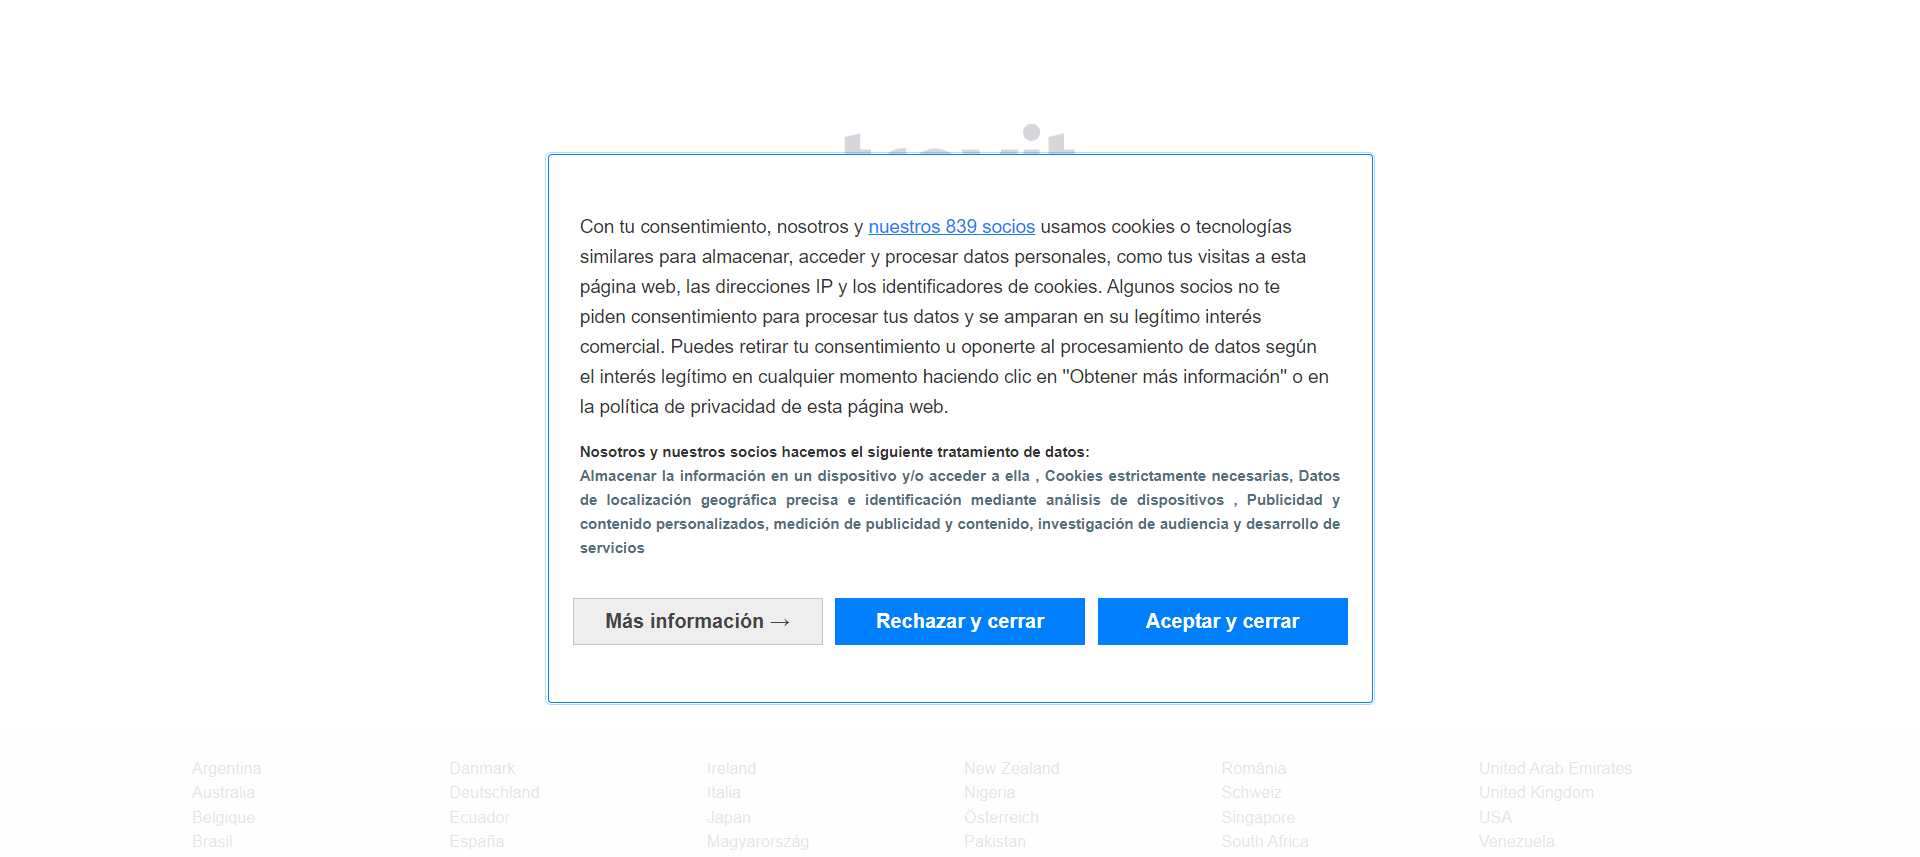 trovit
Con tu consentimiento, nosotros y nuestros 839 socios usamos cookies o tecnologías
similares para almacenar, acceder y procesar datos personales, como tus visitas a esta
página web, las direcciones IP y los identificadores de cookies. Algunos socios no te
piden consentimiento para procesar tus datos y se amparan en su legítimo interés
comercial. Puedes retirar tu consentimiento u oponerte al procesamiento de datos según
el interés legítimo en cualquier momento haciendo clic en "Obtener más información" o en
la política de privacidad de esta página web.
Nosotros y nuestros socios hacemos el siguiente tratamiento de datos:
Almacenar la información en un dispositivo y/o acceder a ella , Cookies estrictamente necesarias, Datos
de localización geográfica precisa e identificación mediante análisis de dispositivos , Publicidad y
contenido personalizados, medición de publicidad y contenido, investigación de audiencia y desarrollo de
servicios
Más información →
Rechazar y cerrar
Aceptar y cerrar
Argentina
Australia
Belgique
Brasil
Danmark
Deutschland
Ecuador
España
Ireland
Italia
Japan
Magyarország
New Zealand
Nigeria
Österreich
Pakistan
România
Schweiz
Singapore
South Africa
United Arab Emirates
United Kingdom
USA
Venezuela